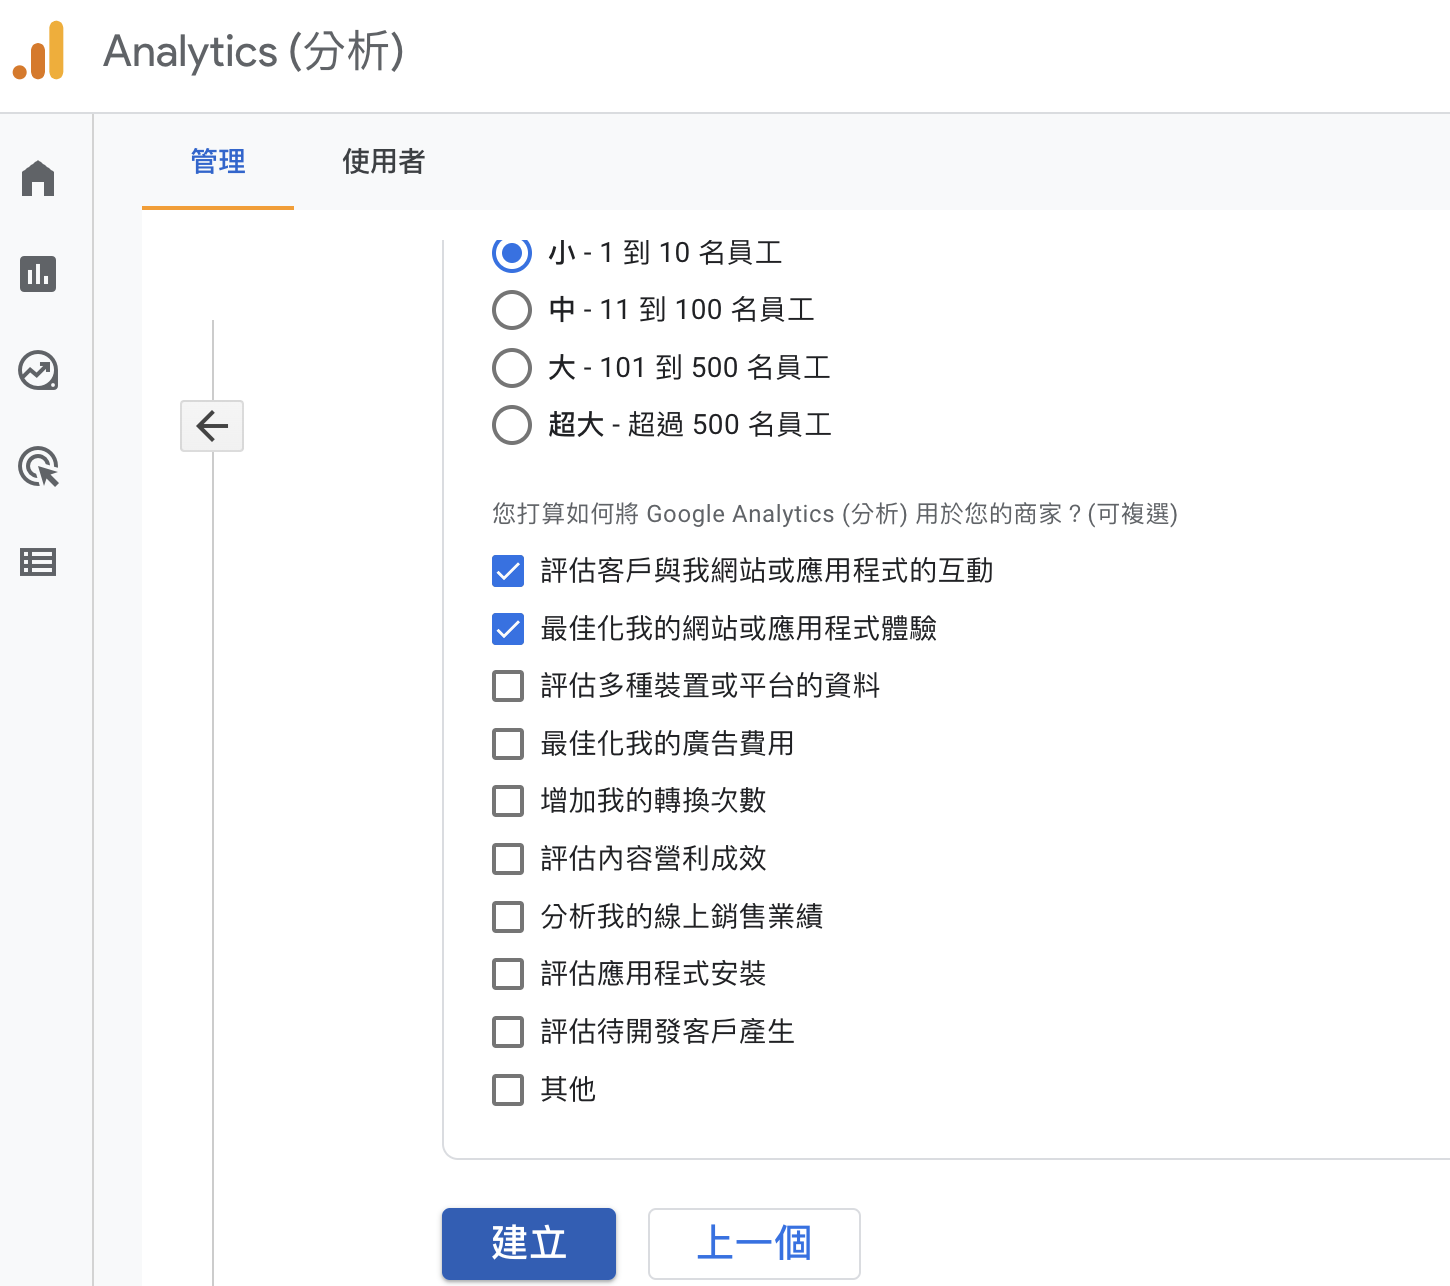 Analytics (分析)
管理
使用者
小 - 1 到 10 名員工
中 - 11 到 100 名員工
大 - 101 到 500 名員工
超大 - 超過 500 名員工
您打算如何將 Google Analytics (分析) 用於您的商家？(可複選)
評估客戶與我網站或應用程式的互動
最佳化我的網站或應用程式體驗
評估多種裝置或平台的資料
最佳化我的廣告費用
增加我的轉換次數
評估內容營利成效
分析我的線上銷售業績
評估應用程式安裝
評估待開發客戶產生
其他
建立
上一個